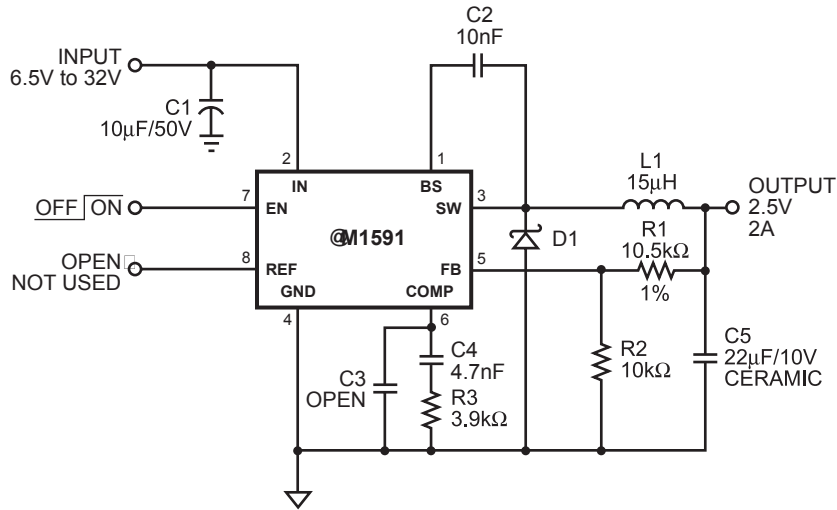 C2
10nF
INPUT
6.5V to 32V
C1
10μF/50V
2
1
IN
BS
L1
15μH
OUTPUT
2.5V
2A
OFF ON
7
EN
SW
3
D1
R1
10.5kΩ
1%
M1591
OPEN
NOT USED
8
REF
FB
5
GND
COMP
4
6
C4
4.7nF
C3
OPEN
R3
3.9kΩ
R2
10kΩ
C5
22μF/10V
CERAMIC